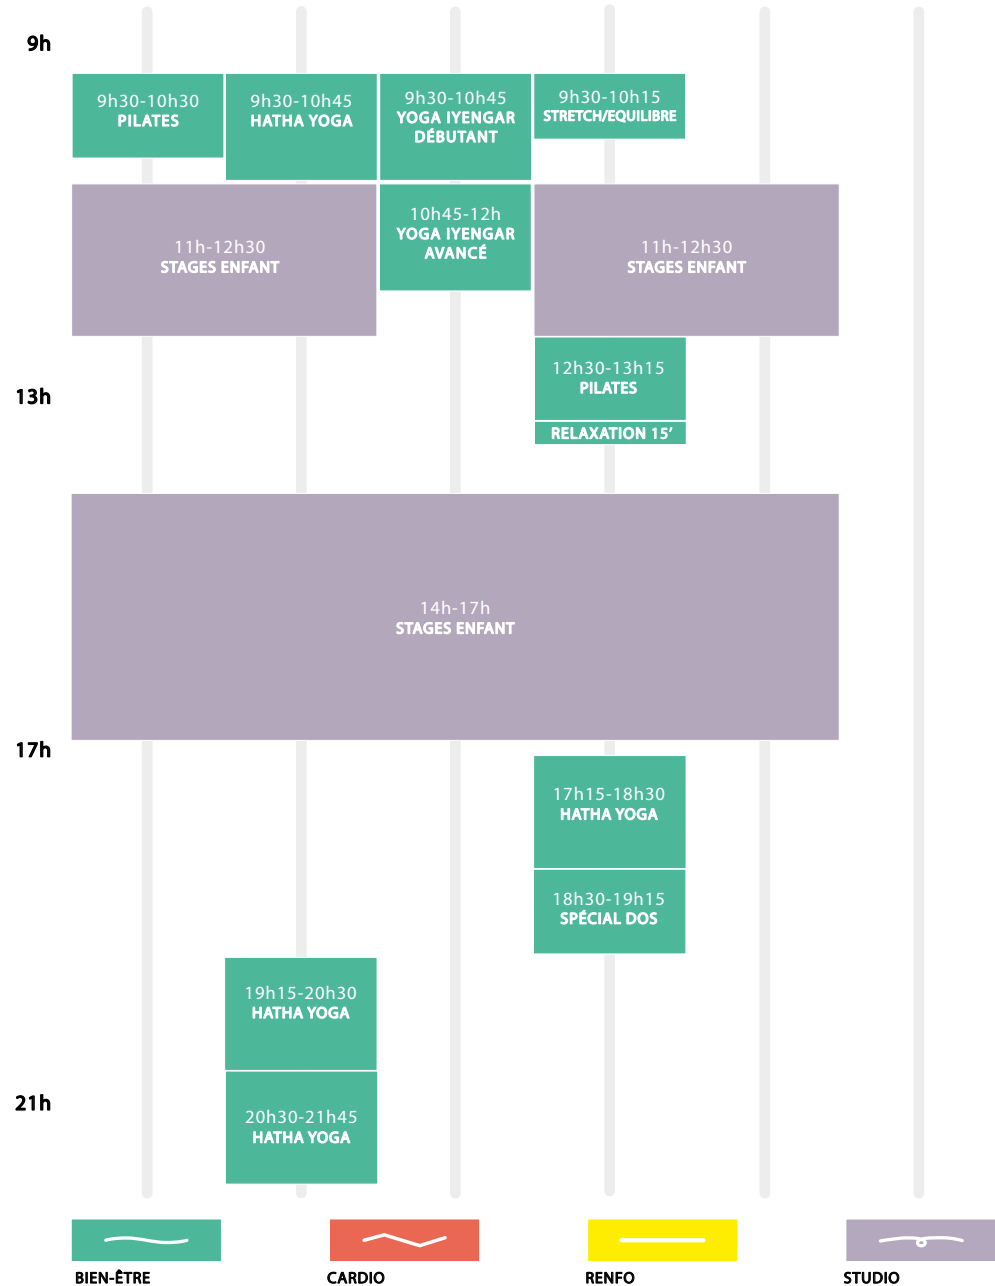 9h
9h30-10h30
PILATES
9h30-10h45
HATHA YOGA
9h30-10h45
YOGA IYENGAR
DÉBUTANT
9h30-10h15
STRETCH/EQUILIBRE
11h-12h30
STAGES ENFANT
10h45-12h
YOGA IYENGAR
AVANCÉ
11h-12h30
STAGES ENFANT
13h
12h30-13h15
PILATES
RELAXATION 15’
14h-17h
STAGES ENFANT
17h
17h15-18h30
HATHA YOGA
18h30-19h15
SPÉCIAL DOS
19h15-20h30
HATHA YOGA
21h
20h30-21h45
HATHA YOGA
BIEN-ÊTRE
CARDIO
RENFO
STUDIO